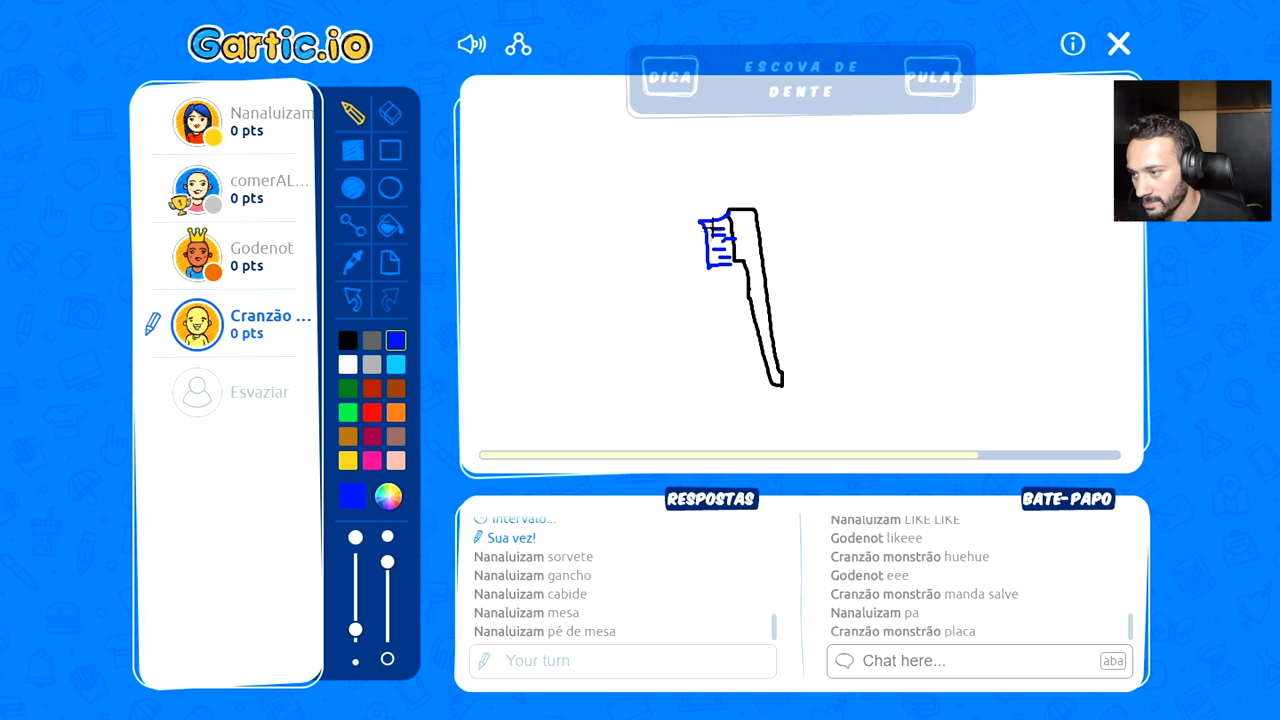 Gartic.io
DICA
ESCOVA DE
DENTE
PULAR
Nanaluizam
0 pts
comerAL...
0 pts
Godenot
0 pts
Cranzão ...
0 pts
Esvaziar
RESPOSTAS
Intervalo...
Sua vez!
Nanaluizam sorvete
Nanaluizam gancho
Nanaluizam cabide
Nanaluizam mesa
Nanaluizam pé de mesa
Your turn
BATE-PAPO
Nanaluizam LIKE LIKE
Godenot likeee
Cranzão monstrão huehue
Godenot eee
Cranzão monstrão manda salve
Nanaluizam pa
Cranzão monstrão placa
Chat here...
aba